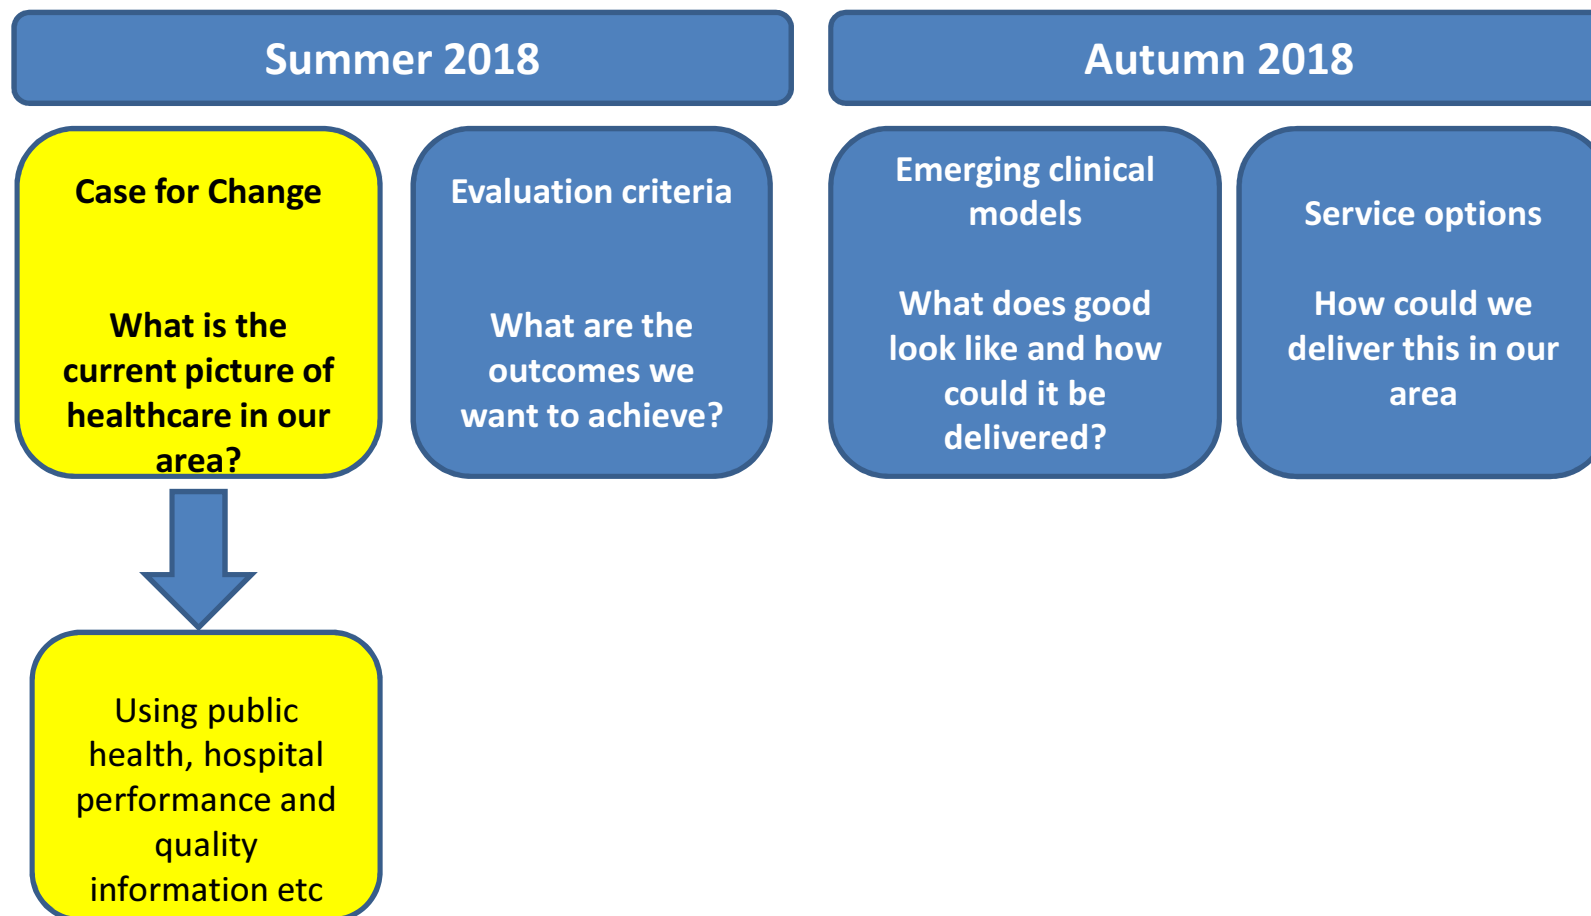 Summer 2018
Autumn 2018
Case for Change
What is the
current picture of
healthcare in our
area?
Evaluation criteria
What are the
outcomes we
want to achieve?
Emerging clinical
models
What does good
look like and how
could it be
delivered?
Service options
How could we
deliver this in our
area
Using public
health, hospital
performance and
quality
information etc